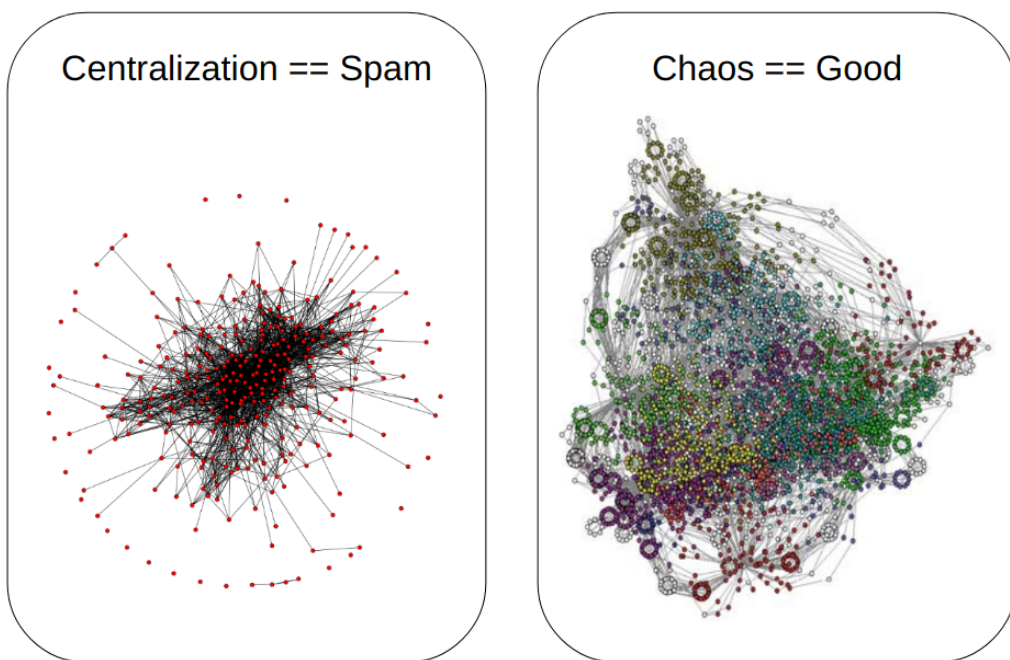 Centralization == Spam
Chaos == Good